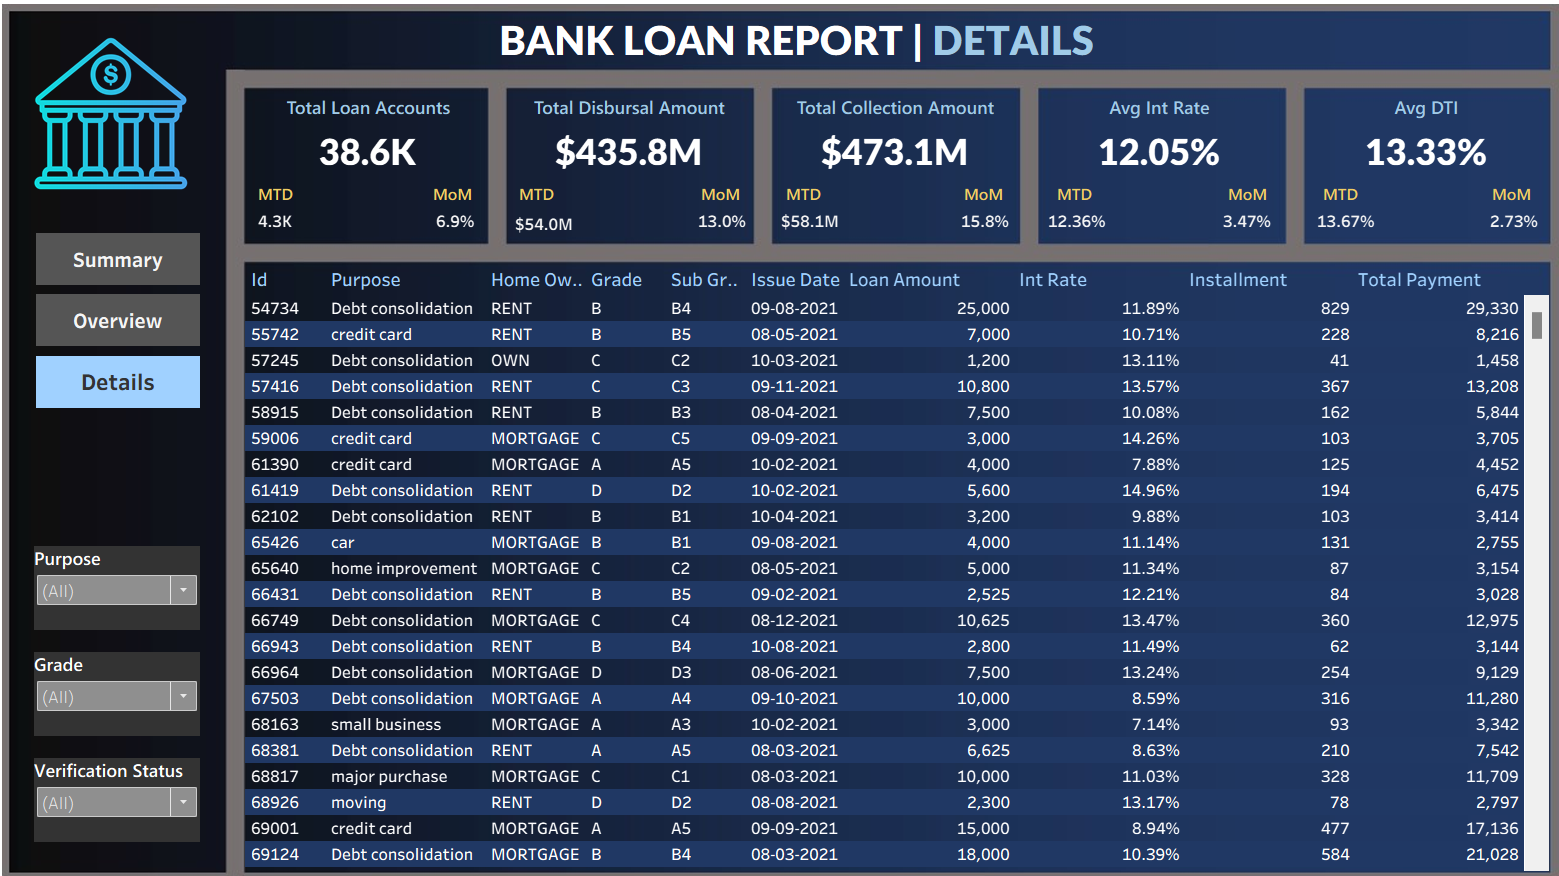 BANK LOAN REPORT | DETAILS
$
Total Loan Accounts
38.6K
MTD MoM
4.3K 6.9%
Total Disbursal Amount
$435.8M
MTD MoM
$54.0M 13.0%
Total Collection Amount
$473.1M
MTD MoM
$58.1M 15.8%
Avg Int Rate
12.05%
MTD MoM
12.36% 3.47%
Avg DTI
13.33%
MTD MoM
13.67% 2.73%
Summary
Overview
Details
Purpose
(All)
Grade
(All)
Verification Status
(All)
Id Purpose Home Ow.. Grade Sub Gr.. Issue Date Loan Amount Int Rate Installment Total Payment
54734 Debt consolidation RENT B B4 09-08-2021 25,000 11.89% 829 29,330
55742 credit card RENT B B5 08-05-2021 7,000 10.71% 228 8,216
57245 Debt consolidation OWN C C2 10-03-2021 1,200 13.11% 41 1,458
57416 Debt consolidation RENT C C3 09-11-2021 10,800 13.57% 367 13,208
58915 Debt consolidation RENT B B3 08-04-2021 7,500 10.08% 162 5,844
59006 credit card MORTGAGE C C5 09-09-2021 3,000 14.26% 103 3,705
61390 credit card MORTGAGE A A5 10-02-2021 4,000 7.88% 125 4,452
61419 Debt consolidation RENT D D2 10-02-2021 5,600 14.96% 194 6,475
62102 Debt consolidation RENT B B1 10-04-2021 3,200 9.88% 103 3,414
65426 car MORTGAGE B B1 09-08-2021 4,000 11.14% 131 2,755
65640 home improvement MORTGAGE C C2 08-05-2021 5,000 11.34% 87 3,154
66431 Debt consolidation RENT B B5 09-02-2021 2,525 12.21% 84 3,028
66749 Debt consolidation MORTGAGE C C4 08-12-2021 10,625 13.47% 360 12,975
66943 Debt consolidation RENT B B4 10-08-2021 2,800 11.49% 62 3,144
66964 Debt consolidation MORTGAGE D D3 08-06-2021 7,500 13.24% 254 9,129
67503 Debt consolidation MORTGAGE A A4 09-10-2021 10,000 8.59% 316 11,280
68163 small business MORTGAGE A A3 10-02-2021 3,000 7.14% 93 3,342
68381 Debt consolidation RENT A A5 08-03-2021 6,625 8.63% 210 7,542
68817 major purchase MORTGAGE C C1 08-03-2021 10,000 11.03% 328 11,709
68926 moving RENT D D2 08-08-2021 2,300 13.17% 78 2,797
69001 credit card MORTGAGE A A5 09-09-2021 15,000 8.94% 477 17,136
69124 Debt consolidation MORTGAGE B B4 08-03-2021 18,000 10.39% 584 21,028